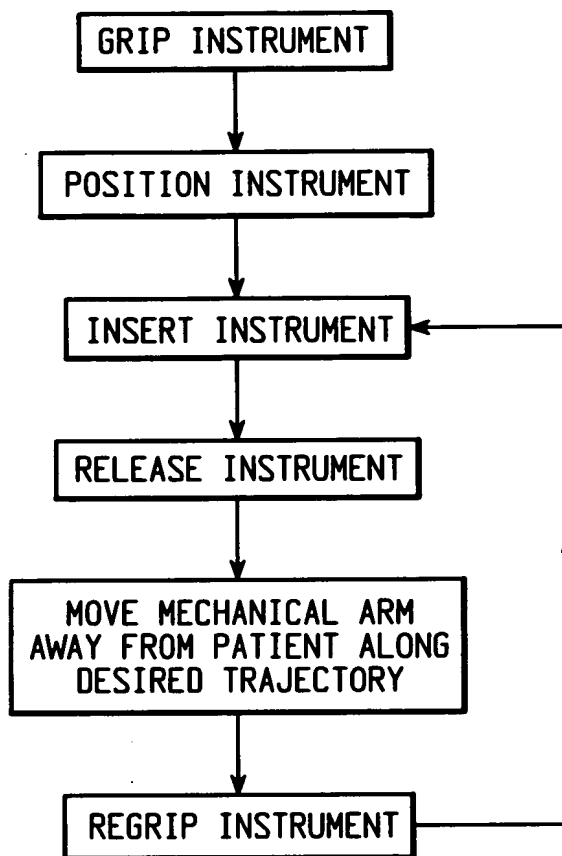 GRIP INSTRUMENT
POSITION INSTRUMENT
INSERT INSTRUMENT
RELEASE INSTRUMENT
MOVE MECHANICAL ARM
AWAY FROM PATIENT ALONG
DESIRED TRAJECTORY
REGRIP INSTRUMENT